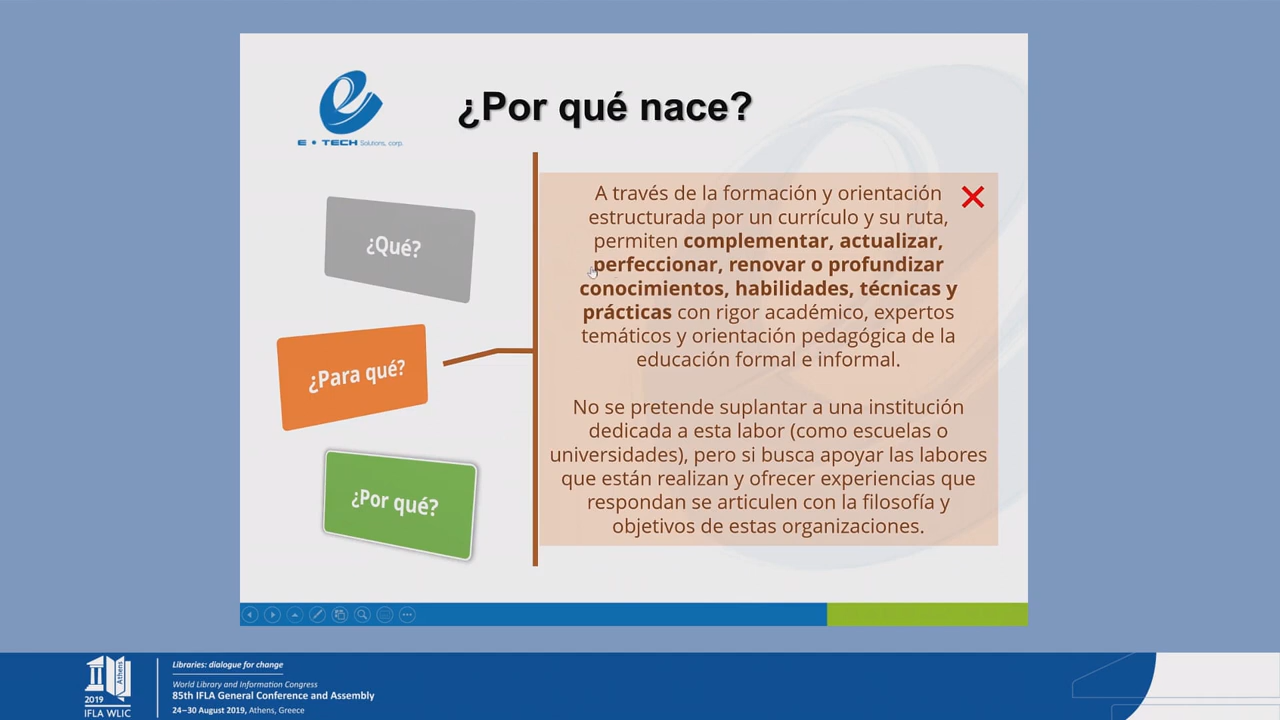 ¿Por qué nace?
E • TECH Solutions, corp.
¿Qué?
¿Para qué?
¿Por qué?
A través de la formación y orientación
estructurada por un currículo y su ruta,
permiten complementar, actualizar,
perfeccionar, renovar o profundizar
conocimientos, habilidades, técnicas y
prácticas con rigor académico, expertos
temáticos y orientación pedagógica de la
educación formal e informal.
No se pretende suplantar a una institución
dedicada a esta labor (como escuelas o
universidades), pero si busca apoyar las labores
que están realizan y ofrecer experiencias que
respondan se articulen con la filosofía y
objetivos de estas organizaciones.
Athens
2019
IFLA WLIC
Libraries: dialogue for change
World Library and Information Congress
85th IFLA General Conference and Assembly
24–30 August 2019, Athens, Greece